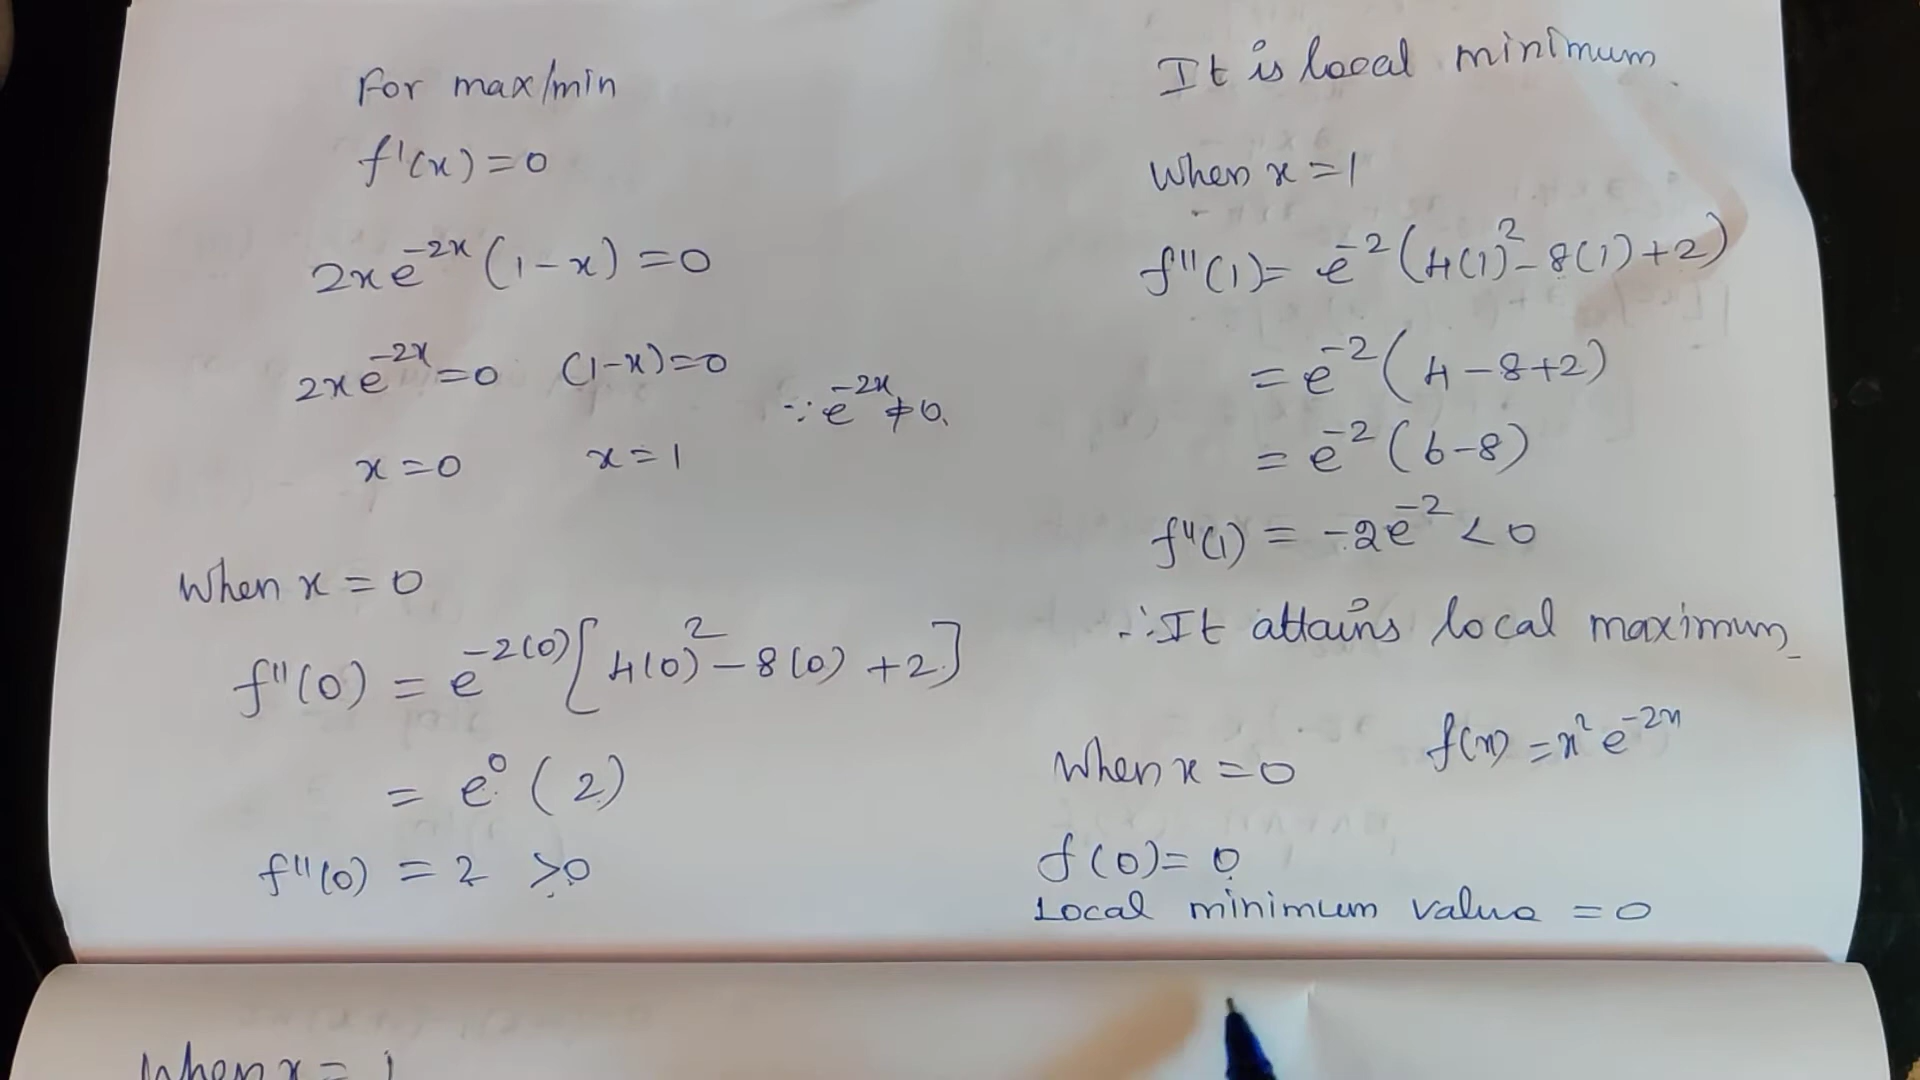 For max/min
f'(x) = 0
2xe^{-2x} (1-x) = 0
2xe^{-2x} = 0 (1-x) = 0 ∵ e^{-2x} ≠ 0.
x = 0 x = 1
When x = 0
f''(0) = e^{-2(0)} [4(0)^2 - 8(0) + 2]
= e^0 (2)
f''(0) = 2 > 0
It is local minimum.
When x = 1
f''(1) = e^{-2} (4(1)^2 - 8(1) + 2)
= e^{-2} (4 - 8 + 2)
= e^{-2} (6 - 8)
f''(1) = -2e^{-2} < 0
∴ It attains local maximum
When x = 0 f(x) = x^2 e^{-2x}
f(0) = 0
Local minimum value = 0
When x = 1